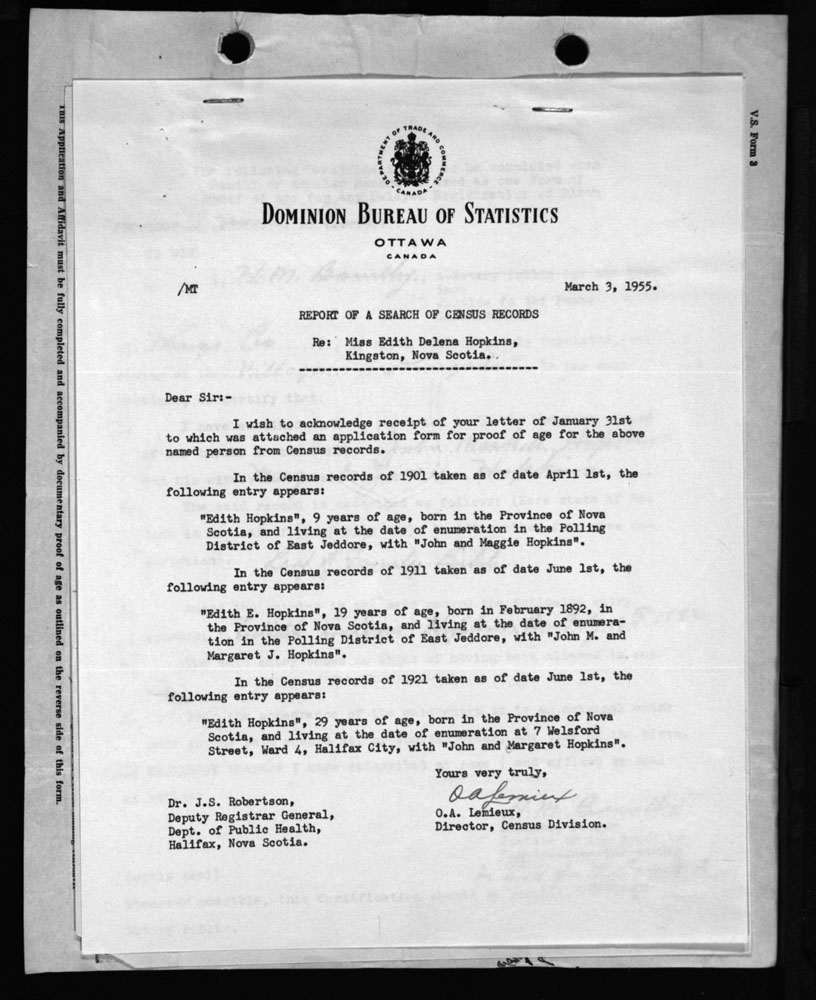 DEPARTMENT OF TRADE AND COMMERCE
CANADA
DOMINION BUREAU OF STATISTICS
OTTAWA
CANADA
/MT
March 3, 1955.
REPORT OF A SEARCH OF CENSUS RECORDS
Re: Miss Edith Delena Hopkins,
Kingston, Nova Scotia.
Dear Sir:-
I wish to acknowledge receipt of your letter of January 31st
to which was attached an application form for proof of age for the above
named person from Census records.
In the Census records of 1901 taken as of date April 1st, the
following entry appears:
"Edith Hopkins", 9 years of age, born in the Province of Nova
Scotia, and living at the date of enumeration in the Polling
District of East Jeddore, with "John and Maggie Hopkins".
In the Census records of 1911 taken as of date June 1st, the
following entry appears:
"Edith E. Hopkins", 19 years of age, born in February 1892, in
the Province of Nova Scotia, and living at the date of enumera-
tion in the Polling District of East Jeddore, with "John M. and
Margaret J. Hopkins".
In the Census records of 1921 taken as of date June 1st, the
following entry appears:
"Edith Hopkins", 29 years of age, born in the Province of Nova
Scotia, and living at the date of enumeration at 7 Welsford
Street, Ward 4, Halifax City, with "John and Margaret Hopkins".
Yours very truly,
OA Lemieux
O.A. Lemieux,
Director, Census Division.
Dr. J.S. Robertson,
Deputy Registrar General,
Dept. of Public Health,
Halifax, Nova Scotia.
V.S. Form 3
This Application and Affidavit must be fully completed and accompanied by documentary proof of age as outlined on the reverse side of this form.